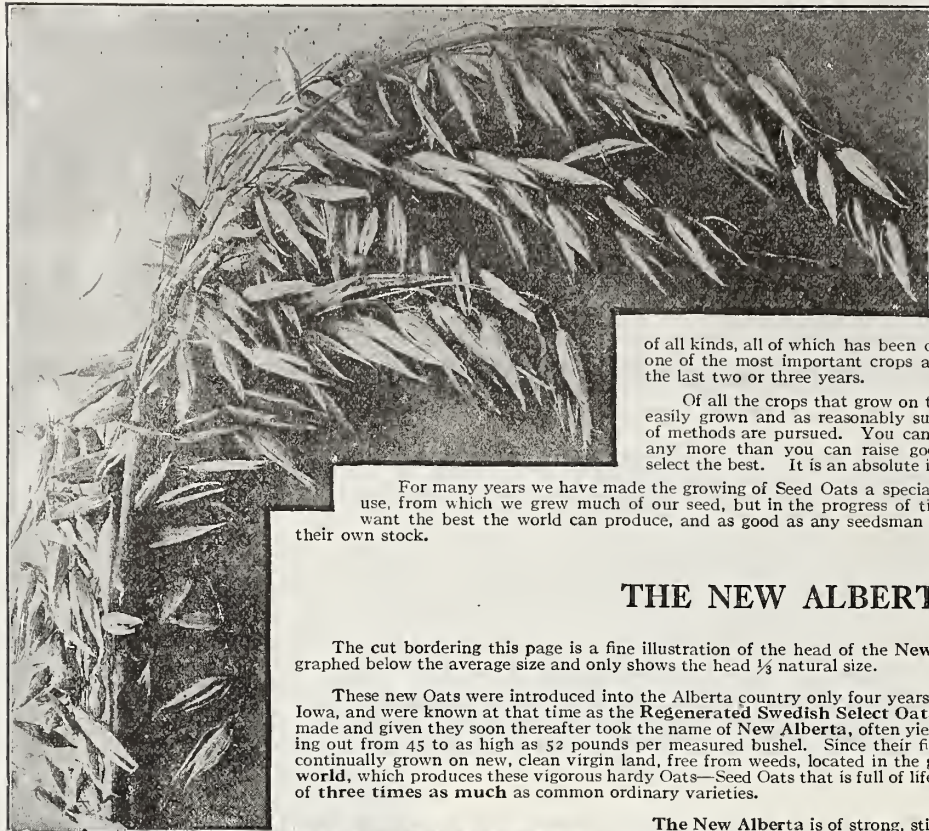 of all kinds, all of which has been
one of the most important crops
the last two or three years.
Of all the crops that grow on
easily grown and as reasonably
of methods are pursued. You can
any more than you can raise
select the best. It is an absolute
For many years we have made the growing of Seed Oats a
use, from which we grew much of our seed, but in the progress of
want the best the world can produce, and as good as any seedsman
their own stock.
THE NEW ALBERT
The cut bordering this page is a fine illustration of the head of the New
graphed below the average size and only shows the head ⅓ natural size.
These new Oats were introduced into the Alberta country only four years
Iowa, and were known at that time as the Regenerated Swedish Select Oat
made and given they soon thereafter took the name of New Alberta, often yie
ing out from 45 to as high as 52 pounds per measured bushel. Since their
continually grown on new, clean virgin land, free from weeds, located in the
world, which produces these vigorous hardy Oats—Seed Oats that is full of life
of three times as much as common ordinary varieties.
The New Alberta is of strong,